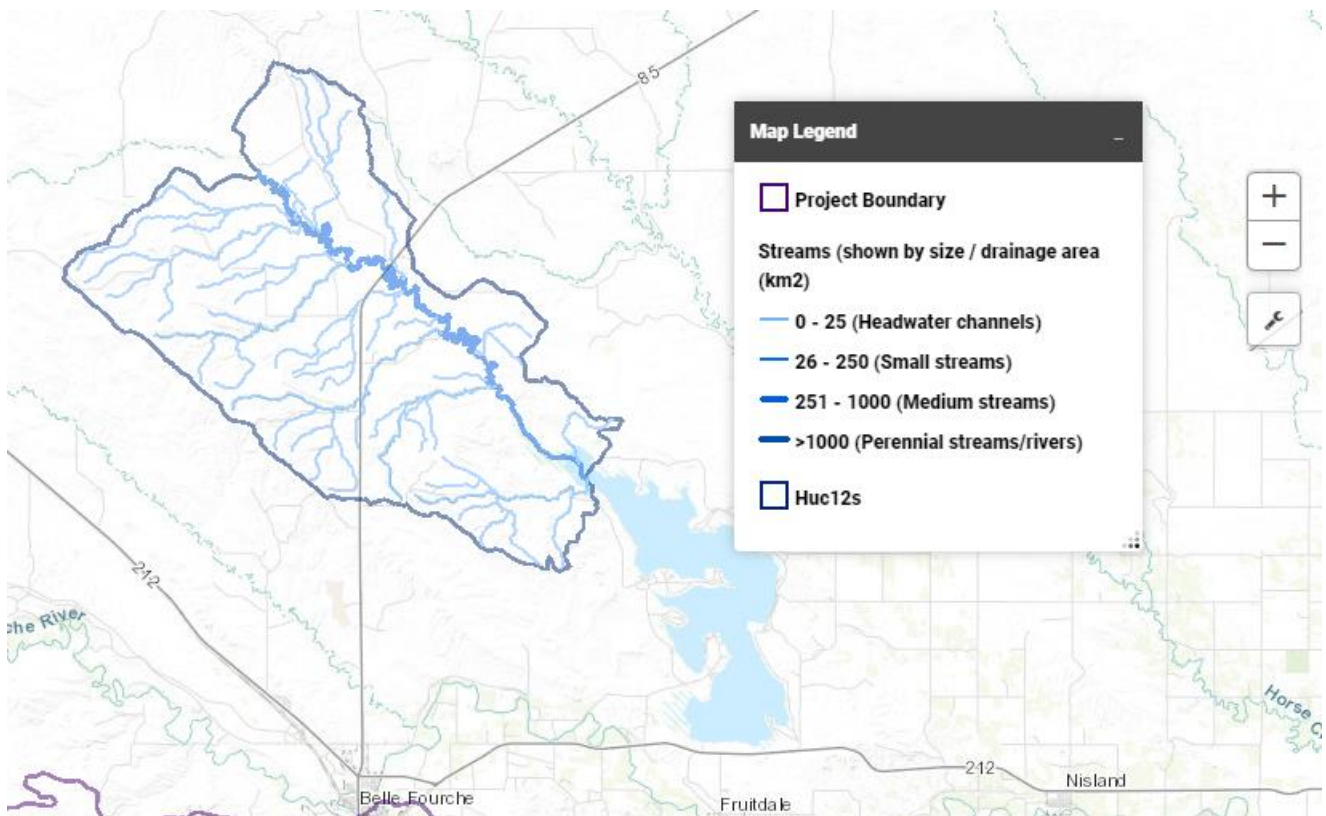 85
Map Legend
Project Boundary
Streams (shown by size / drainage area
(km2)
0 - 25 (Headwater channels)
26 - 250 (Small streams)
251 - 1000 (Medium streams)
>1000 (Perennial streams/rivers)
Huc12s
212
che River
Horse C
212
Nisland
Belle Fourche
Fruitdale